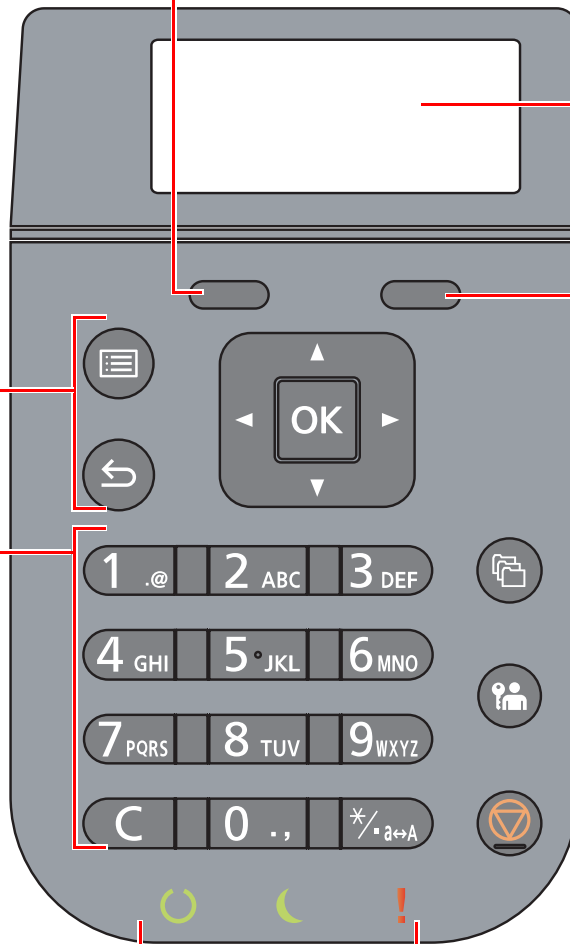 OK
1 .@ 2 ABC 3 DEF
4 GHI 5 JKL 6 MNO
7 PQRS 8 TUV 9 WXYZ
C 0 ., */. a↔A
!